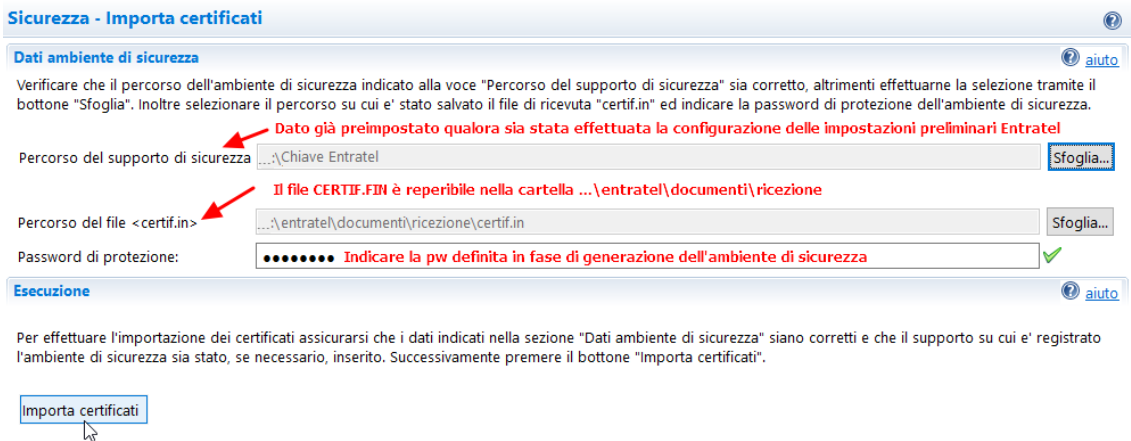 Sicurezza - Importa certificati
Dati ambiente di sicurezza
aiuto
Verificare che il percorso dell'ambiente di sicurezza indicato alla voce "Percorso del supporto di sicurezza" sia corretto, altrimenti effettuarne la selezione tramite il
bottone "Sfoglia". Inoltre selezionare il percorso su cui e' stato salvato il file di ricevuta "certif.in" ed indicare la password di protezione dell'ambiente di sicurezza.
Dato già preimpostato qualora sia stata effettuata la configurazione delle impostazioni preliminari Entratel
Percorso del supporto di sicurezza ...:\Chiave Entratel Sfoglia...
Il file CERTIF.FIN è reperibile nella cartella ...\entratel\documenti\ricezione
Percorso del file <certif.in> ...:\entratel\documenti\ricezione\certif.in Sfoglia...
Password di protezione: ●●●●●●●● Indicare la pw definita in fase di generazione dell'ambiente di sicurezza
Esecuzione
aiuto
Per effettuare l'importazione dei certificati assicurarsi che i dati indicati nella sezione "Dati ambiente di sicurezza" siano corretti e che il supporto su cui e' registrato
l'ambiente di sicurezza sia stato, se necessario, inserito. Successivamente premere il bottone "Importa certificati".
Importa certificati